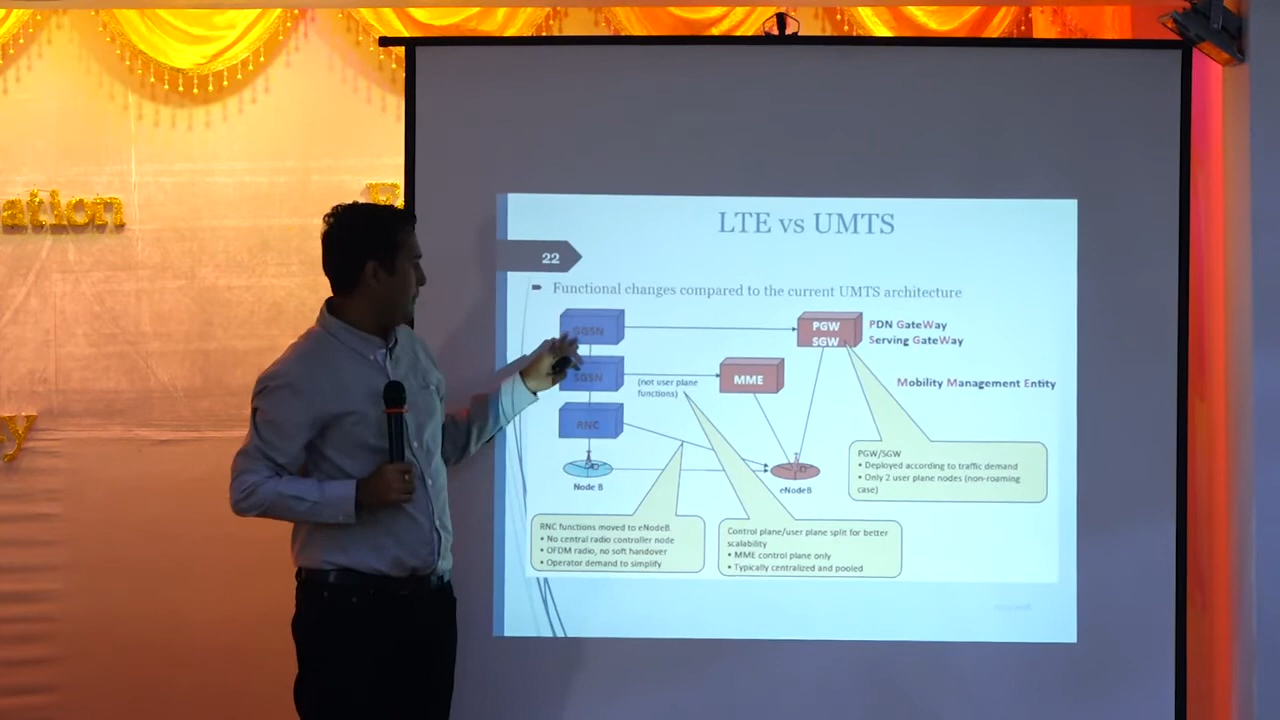 ation
LTE vs UMTS
22
Functional changes compared to the current UMTS architecture
GGSN
PGW
SGW
PDN GateWay
Serving GateWay
SGSN
(not user plane
functions)
MME
Mobility Management Entity
RNC
Node B
eNodeB
PGW/SGW
• Deployed according to traffic demand
• Only 2 user plane nodes (non-roaming
case)
RNC functions moved to eNodeB.
• No central radio controller node
• OFDM radio, no soft handover
• Operator demand to simplify
Control plane/user plane split for better
scalability
• MME control plane only
• Typically centralized and pooled
y